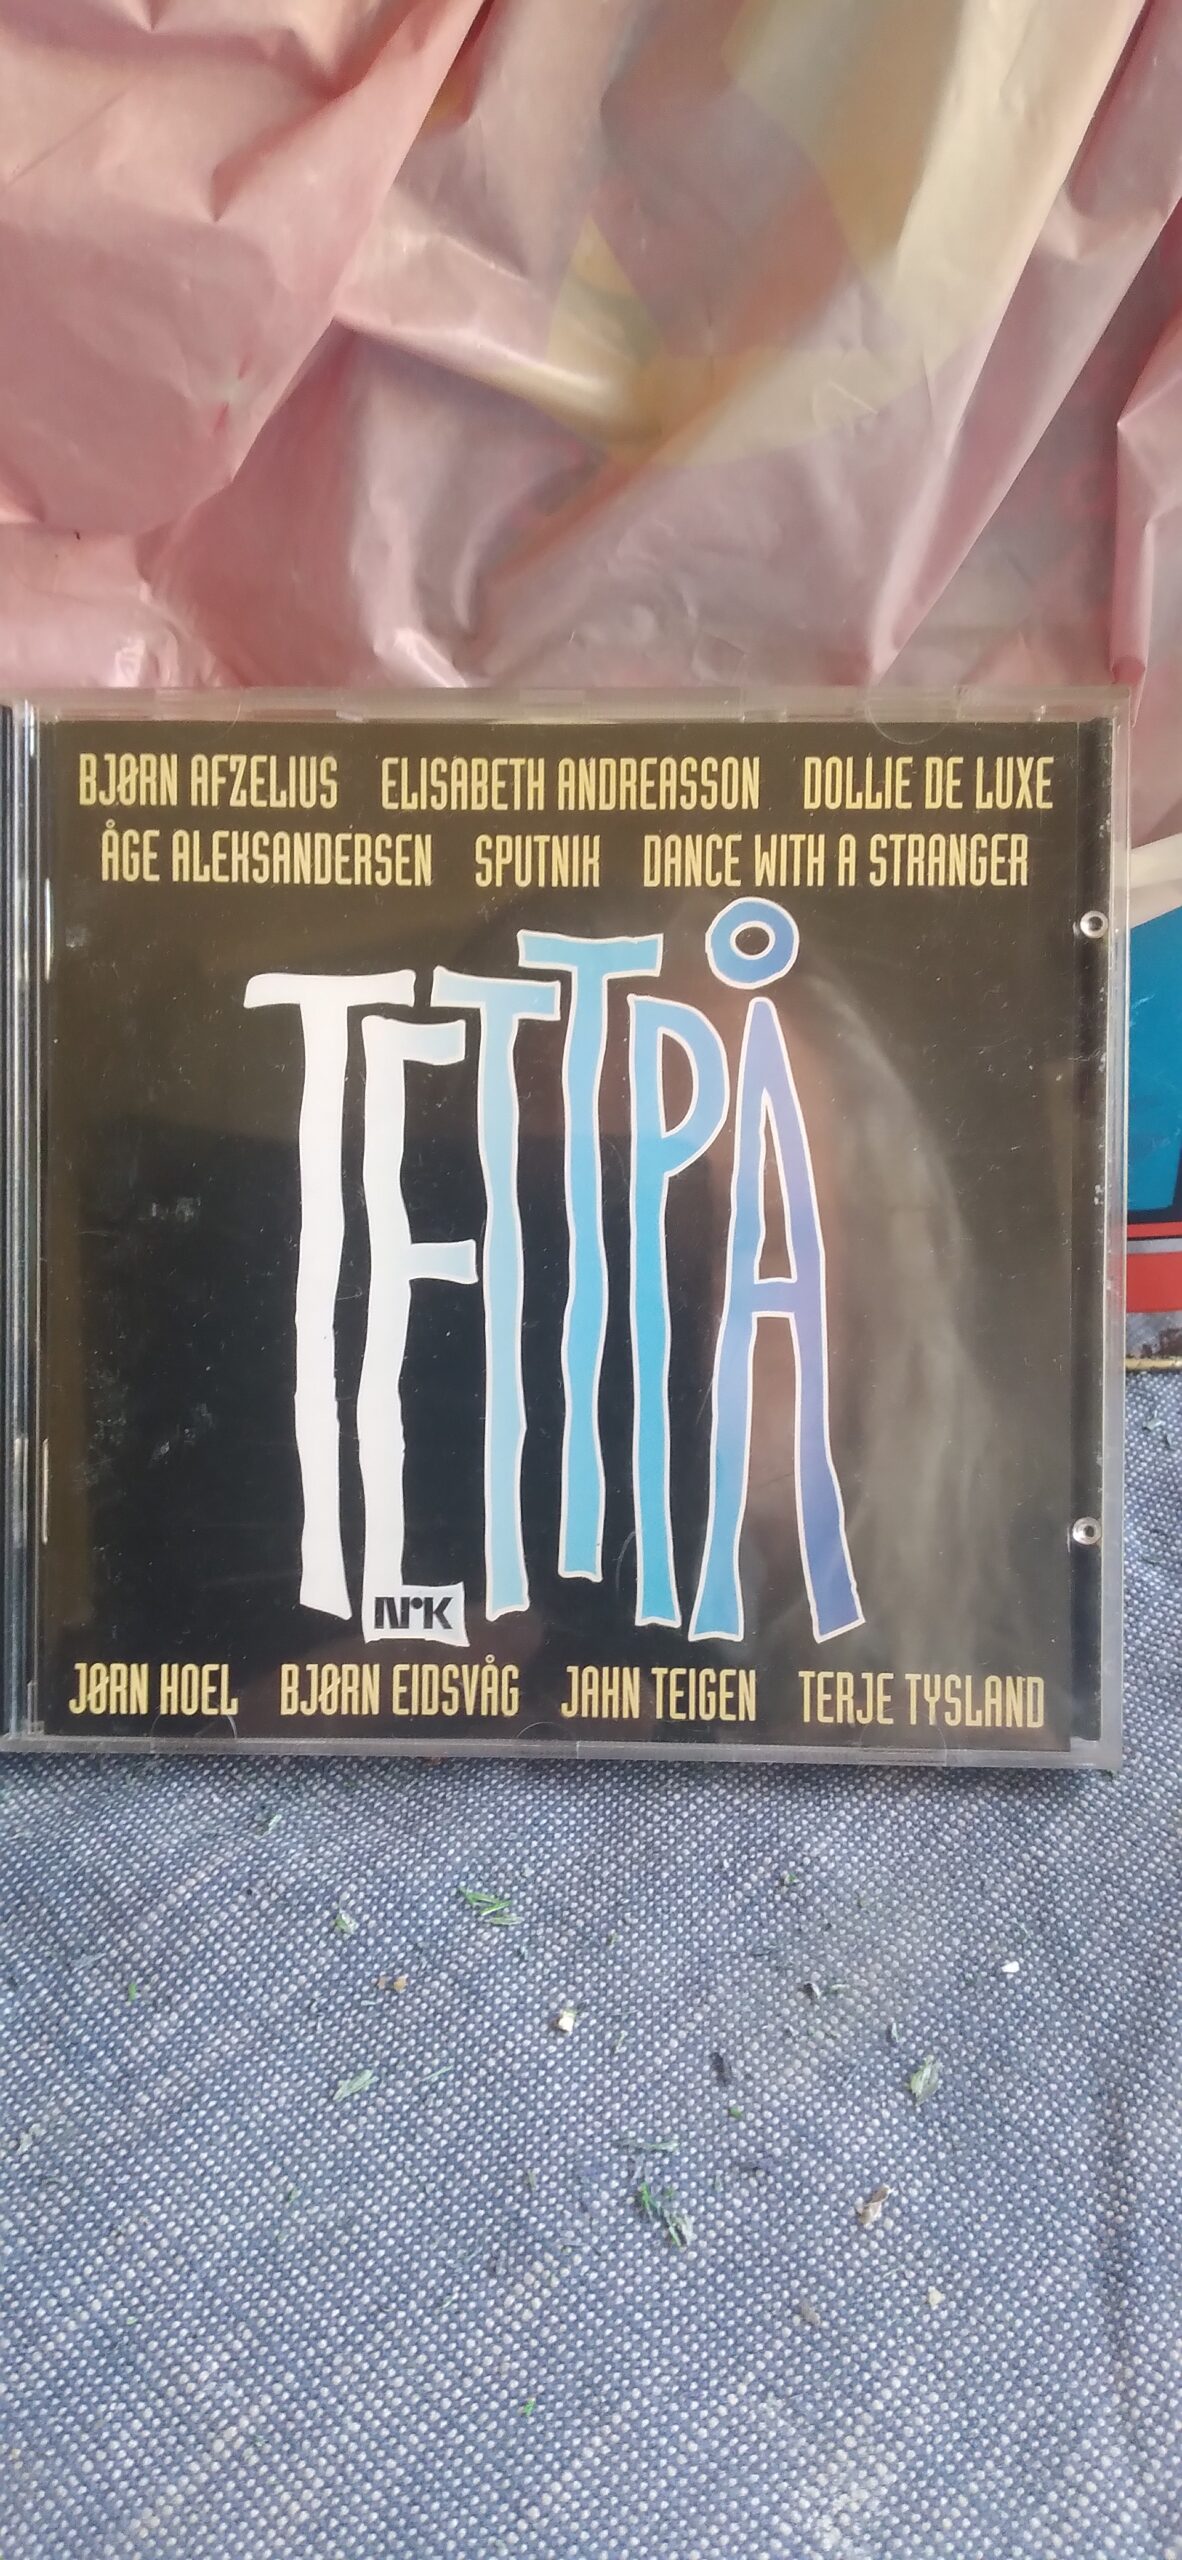 BJØRN AFZELIUS ELISABETH ANDREASSON DOLLIE DE LUXE
ÅGE ALEKSANDERSEN SPUTNIK DANCE WITH A STRANGER
TETTPÅ
NRK
JØRN HOEL BJØRN EIDSVÅG JAHN TEIGEN TERJE TYSLAND